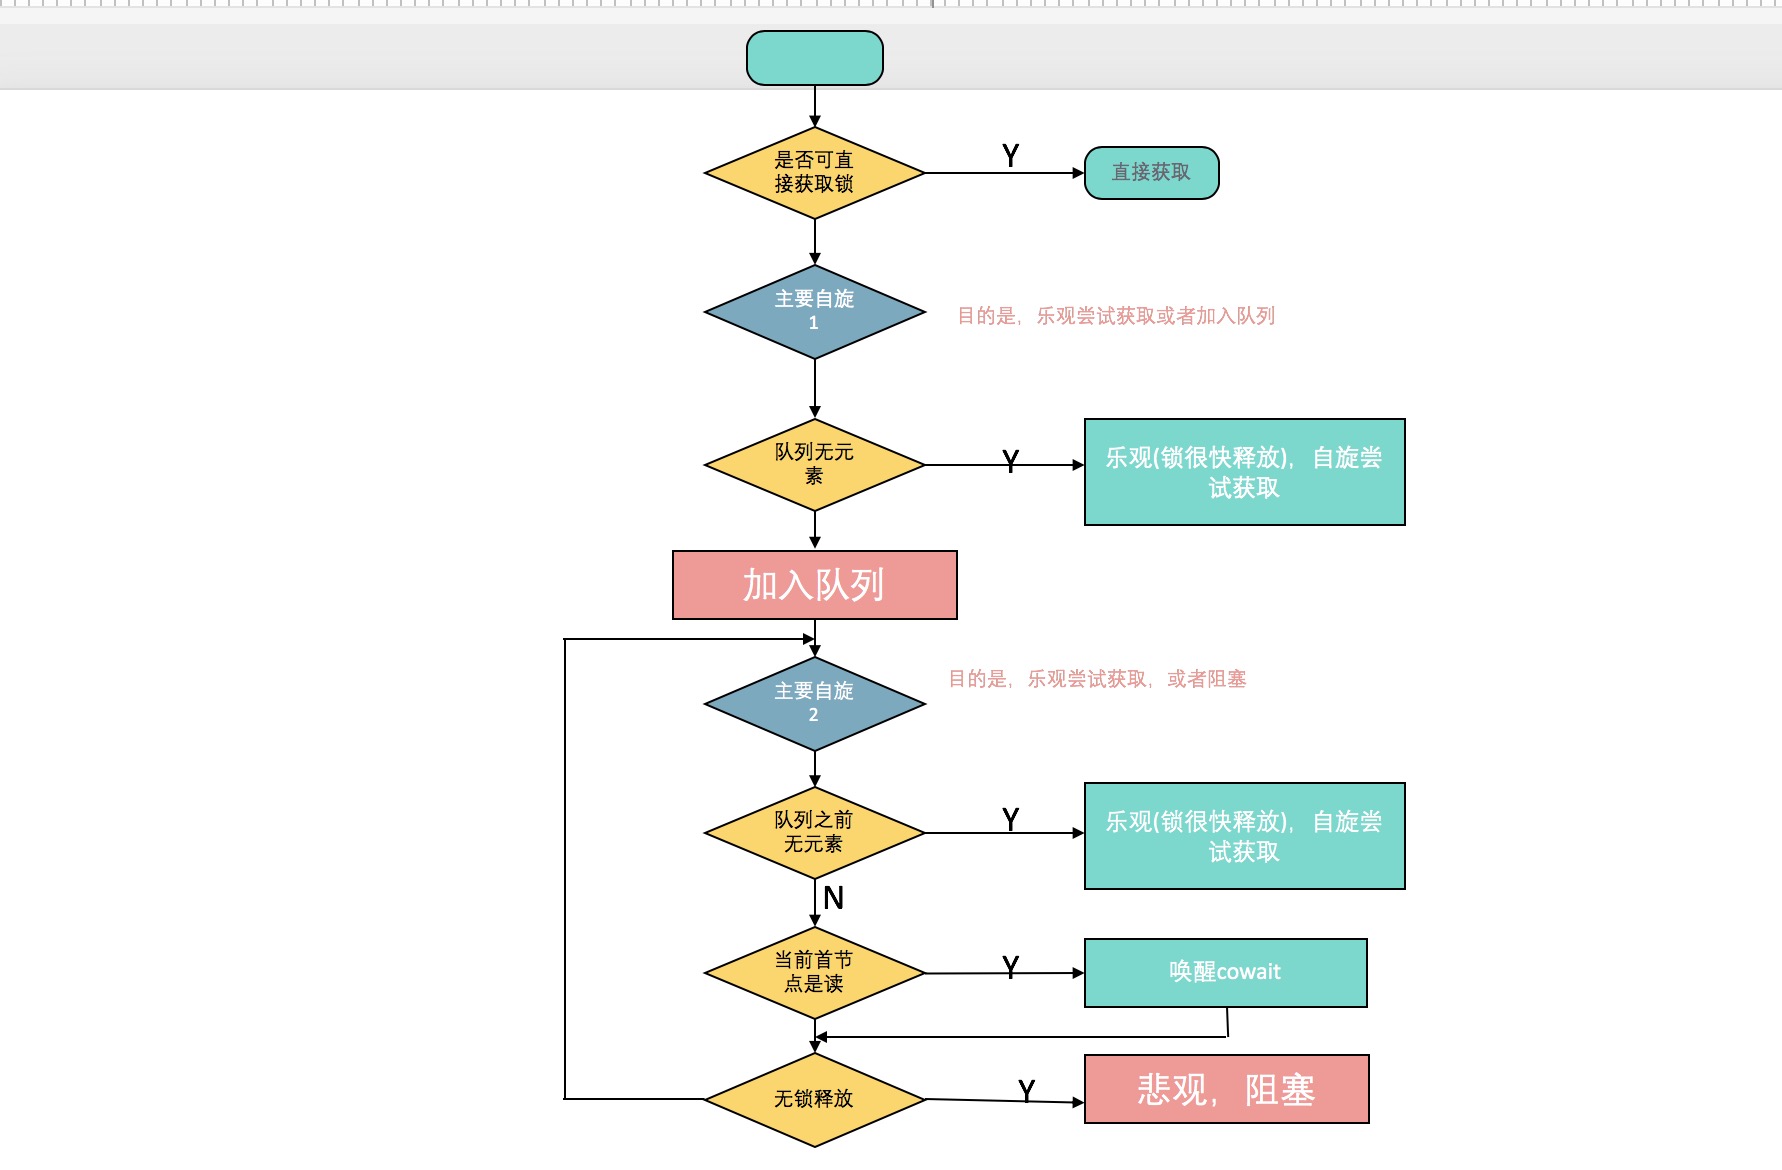 是否可直
接获取锁
Y
直接获取
主要自旋
1
目的是，乐观尝试获取或者加入队列
队列无元
素
Y
乐观(锁很快释放)，自旋尝
试获取
加入队列
主要自旋
2
目的是，乐观尝试获取，或者阻塞
队列之前
无元素
Y
乐观(锁很快释放)，自旋尝
试获取
N
当前首节
点是读
Y
唤醒cowait
无锁释放
Y
悲观，阻塞